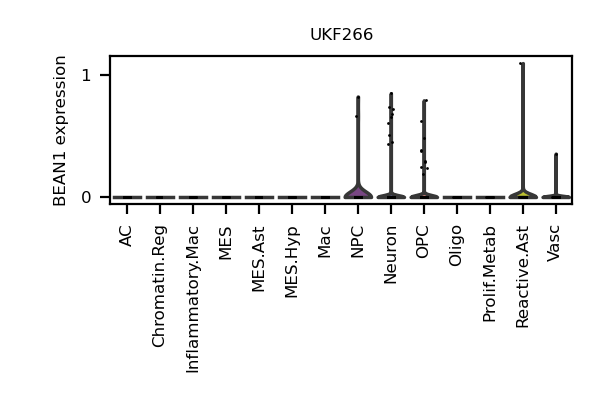 UKF266
BEAN1 expression
1
0
AC
Chromatin.Reg
Inflammatory.Mac
MES
MES.Ast
MES.Hyp
Mac
NPC
Neuron
OPC
Oligo
Prolif.Metab
Reactive.Ast
Vasc